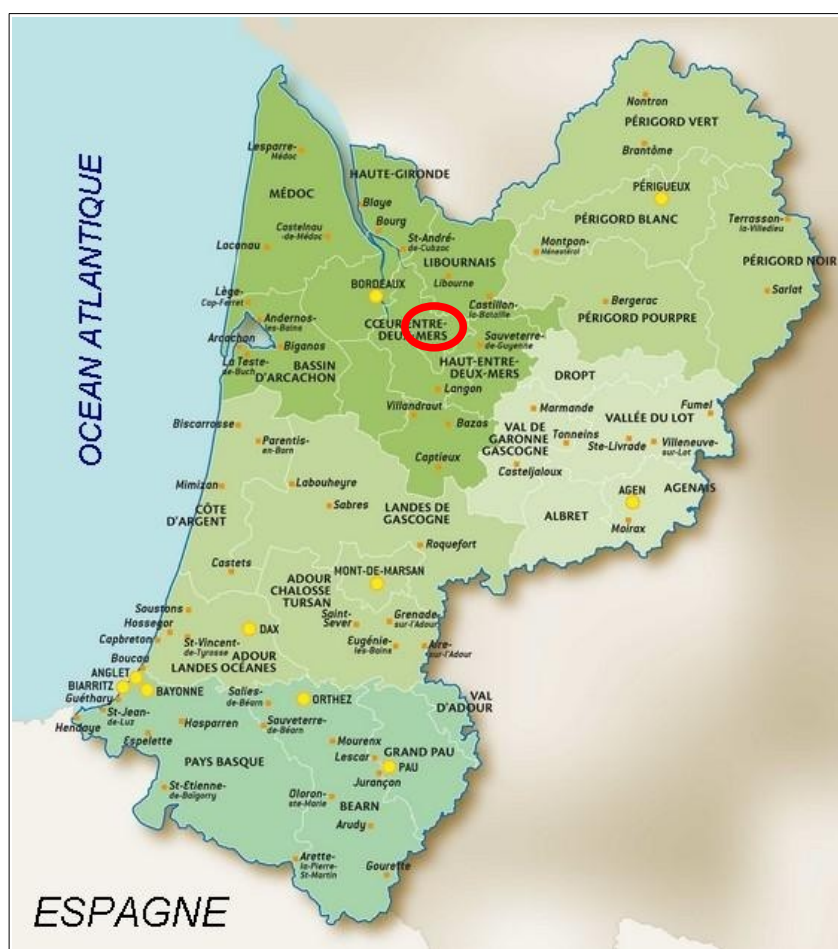 OCEAN ATLANTIQUE
ESPAGNE
Nontron
PÉRIGORD VERT
Brantôme
Lesparre-
Médoc
HAUTE-GIRONDE
PÉRIGUEUX
MÉDOC
Blaye
PÉRIGORD BLANC
Terrasson-
la-Villedieu
Castelnau
-de-Médoc
Bourg
St-André-
de-Cubzac
Montpon-
Ménestérol
Lacanau
LIBOURNAIS
PÉRIGORD NOIR
BORDEAUX
Libourne
Sarlat
Lège-
Cap-Ferret
Castillon-
la-Bataille
Bergerac
PÉRIGORD POURPRE
Andernos-
les-Bains
CŒUR ENTRE-
DEUX-MERS
Arcachon
Biganos
Sauveterre-
de-Guyenne
La Teste-
de-Buch
BASSIN
D'ARCACHON
HAUT-ENTRE-
DEUX-MERS
DROPT
Langon
Villandraut
Marmande
VALLÉE DU LOT
Fumel
Biscarrosse
Bazas
VAL DE
GARONNE
GASCOGNE
Tonneins
Parentis-
en-Born
Ste-Livrade
Villeneuve-
sur-Lot
Captieux
Casteljaloux
Mimizan
Labouheyre
AGEN
AGENAIS
CÔTE
D'ARGENT
Sabres
LANDES DE
GASCOGNE
ALBRET
Moirax
Roquefort
Castets
ADOUR
CHALOSSE
TURSAN
MONT-DE-MARSAN
Soustons
Hossegor
Capbreton
St-Vincent-
de-Tyrosse
DAX
Saint-
Sever
Grenade-
sur-l'Adour
Eugénie-
les-Bains
Aire-
sur-l'Adour
Boucau
ADOUR
LANDES OCÉANES
ANGLET
BIARRITZ
BAYONNE
Guéthary
Salies-
de-Béarn
ORTHEZ
VAL
D'ADOUR
St-Jean-
de-Luz
Hendaye
Hasparren
Sauveterre-
de-Béarn
Espelette
Mourenx
GRAND PAU
PAYS BASQUE
Lescar
PAU
Jurançon
St-Etienne-
de-Baïgorry
Oloron-
ste-Marie
BEARN
Arudy
Arette-
la-Pierre-
St-Martin
Gourette